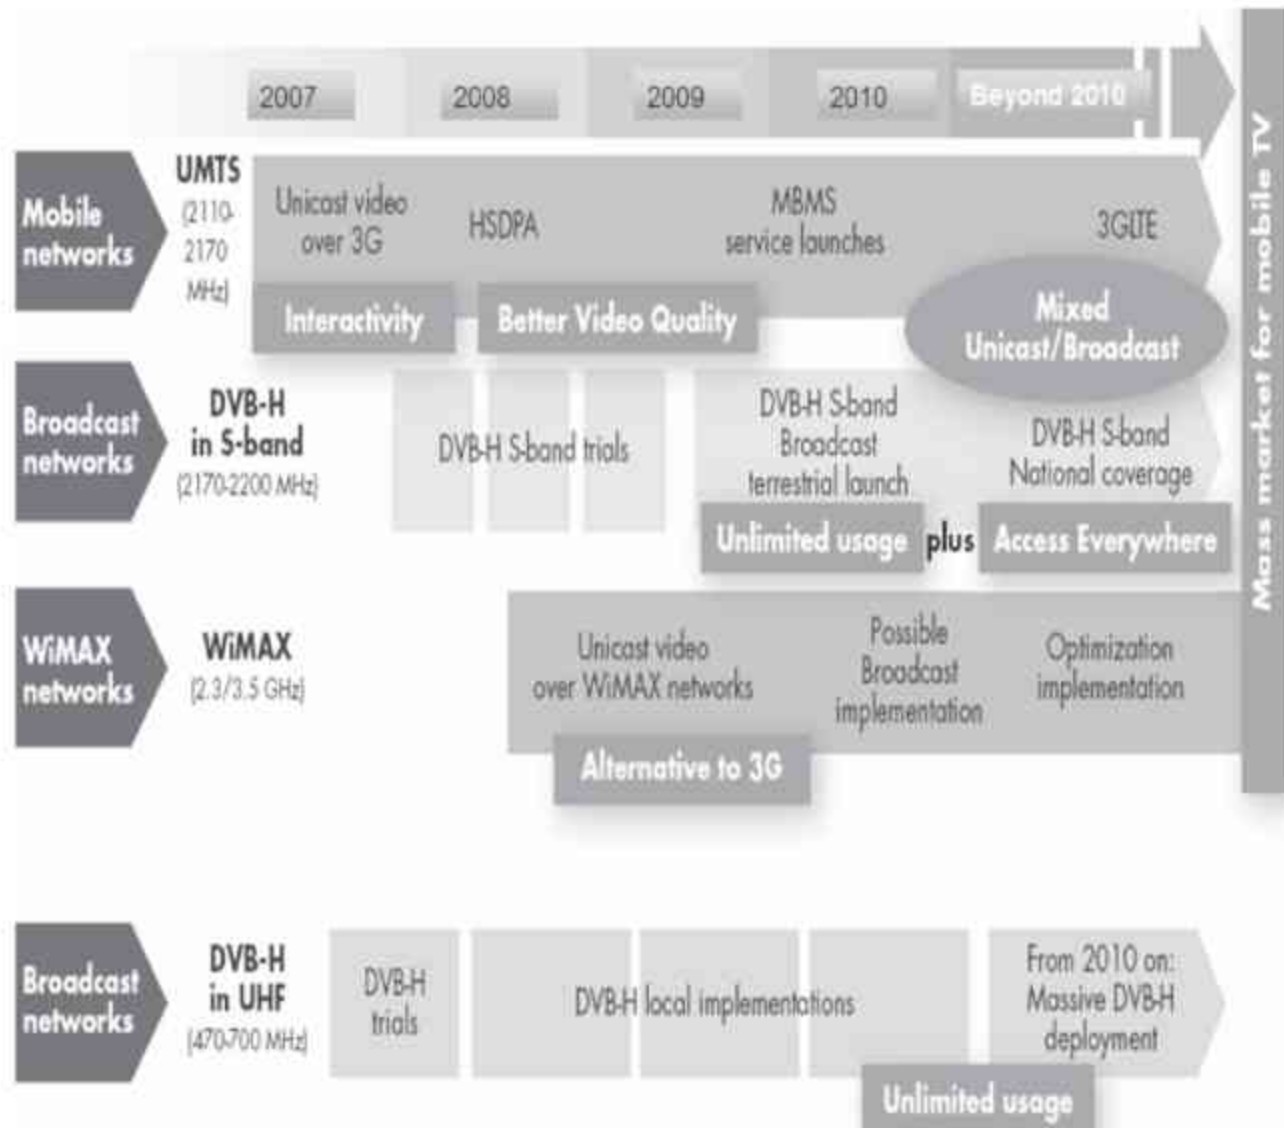 2007
2008
2009
2010
Beyond 2010
Mass market for mobile TV
Mobile
networks
UMTS
(2110-
2170
MHz)
Unicast video
over 3G
HSDPA
MBMS
service launches
3GLTE
Interactivity
Better Video Quality
Mixed
Unicast/Broadcast
Broadcast
networks
DVB-H
in S-band
(2170-2200 MHz)
DVB-H S-band trials
DVB-H S-band
Broadcast
terrestrial launch
DVB-H S-band
National coverage
Unlimited usage
plus
Access Everywhere
WiMAX
networks
WiMAX
(2.3/3.5 GHz)
Unicast video
over WiMAX networks
Possible
Broadcast
implementation
Optimization
implementation
Alternative to 3G
Broadcast
networks
DVB-H
in UHF
(470-700 MHz)
DVB-H
trials
DVB-H local implementations
From 2010 on:
Massive DVB-H
deployment
Unlimited usage